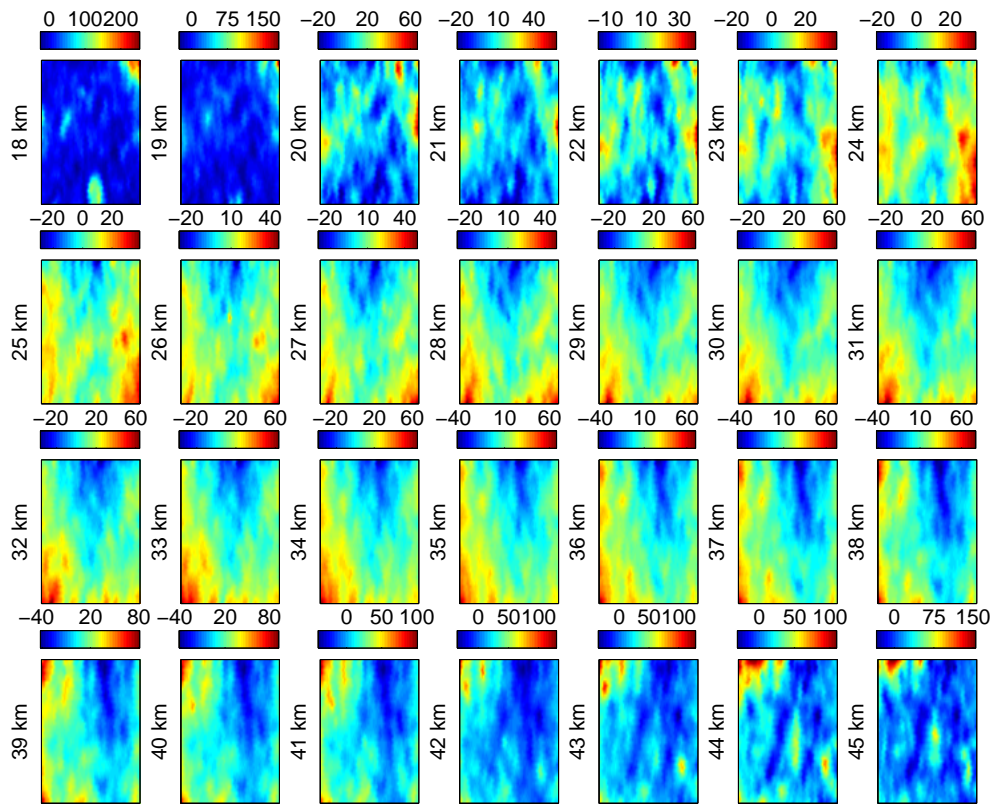 0 100200 0 75 150 −20 20 60 −20 10 40 −10 10 30 −20 0 20 −20 0 20
18 km 19 km 20 km 21 km 22 km 23 km 24 km
−20 0 20 −20 10 40 −20 10 40 −20 10 40 −20 20 60 −20 20 60 −20 20 60
25 km 26 km 27 km 28 km 29 km 30 km 31 km
−20 20 60 −20 20 60 −20 20 60 −40 10 60 −40 10 60 −40 10 60 −40 10 60
32 km 33 km 34 km 35 km 36 km 37 km 38 km
−40 20 80 −40 20 80 0 50 100 0 50100 0 50100 0 50 100 0 75 150
39 km 40 km 41 km 42 km 43 km 44 km 45 km